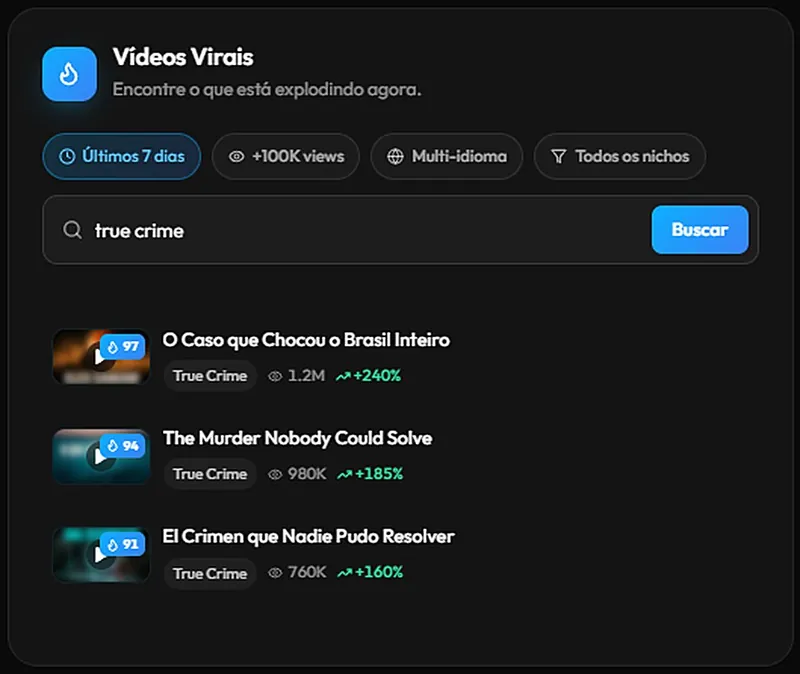 Vídeos Virais
Encontre o que está explodindo agora.
Últimos 7 dias +100K views Multi-idioma Todos os nichos
true crime Buscar
97
O Caso que Chocou o Brasil Inteiro
True Crime 1.2M +240%
94
The Murder Nobody Could Solve
True Crime 980K +185%
91
El Crimen que Nadie Pudo Resolver
True Crime 760K +160%